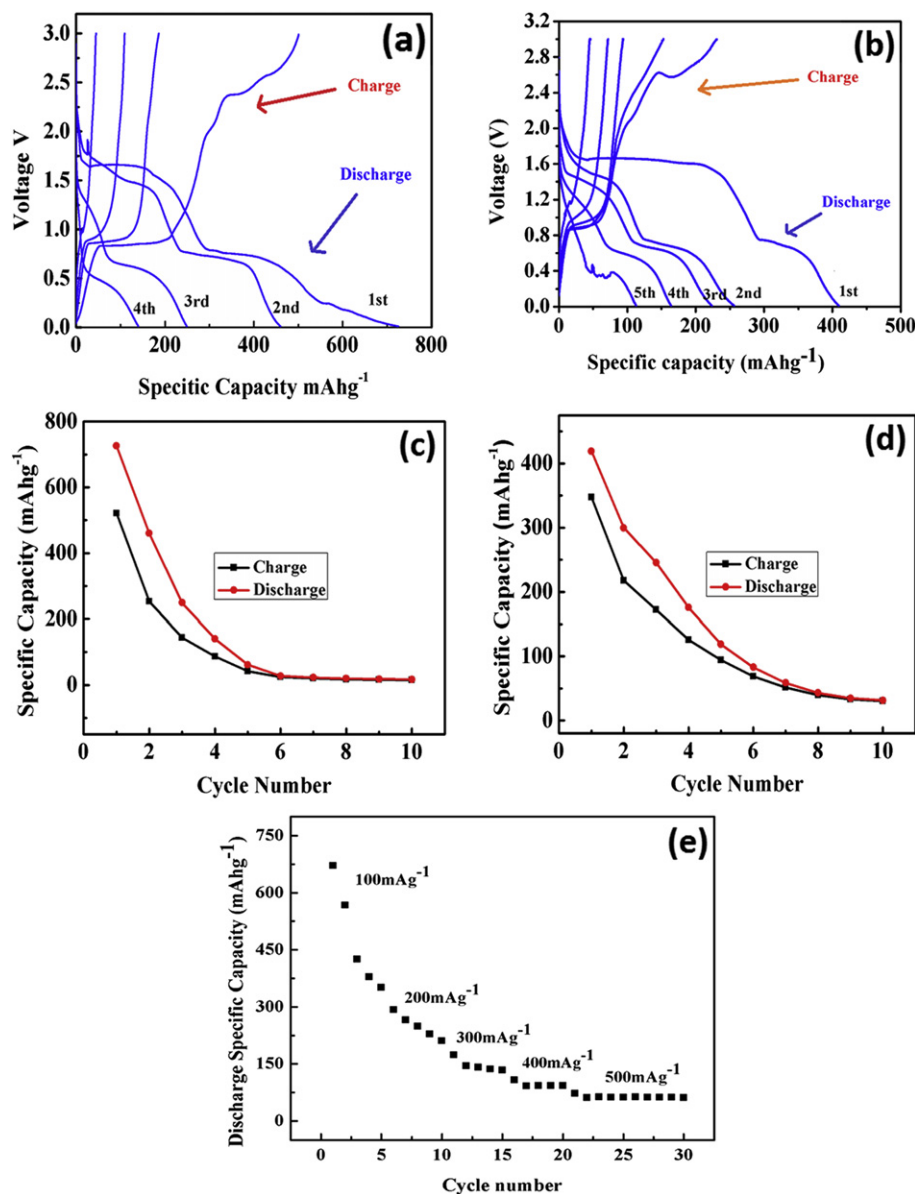 (a)
3.0
2.5
2.0
1.5
1.0
0.5
0.0
Voltage V
Charge
Discharge
4th
3rd
2nd
1st
0 200 400 600 800
Specitic Capacity mAhg⁻¹
(b)
3.2
2.8
2.4
2.0
1.6
1.2
0.8
0.4
0.0
Voltage (V)
Charge
Discharge
5th
4th
3rd
2nd
1st
0 100 200 300 400 500
Specific capacity (mAhg⁻¹)
(c)
800
600
400
200
0
Specific Capacity (mAhg⁻¹)
Charge
Discharge
0 2 4 6 8 10
Cycle Number
(d)
400
300
200
100
0
Specific Capacity (mAhg⁻¹)
Charge
Discharge
0 2 4 6 8 10
Cycle Number
(e)
750
600
450
300
150
0
Discharge Specific Capacity (mAhg⁻¹)
100mAg⁻¹
200mAg⁻¹
300mAg⁻¹
400mAg⁻¹
500mAg⁻¹
0 5 10 15 20 25 30
Cycle number